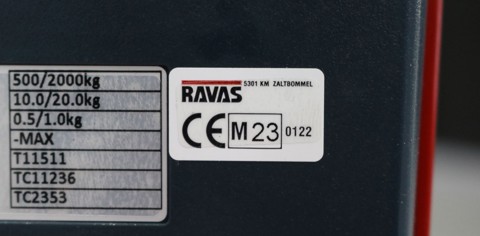 500/2000kg
10.0/20.0kg
0.5/1.0kg
-MAX
T11511
TC11236
TC2353
RAVAS 5301 KM ZALTBOMMEL
CE M 23 0122